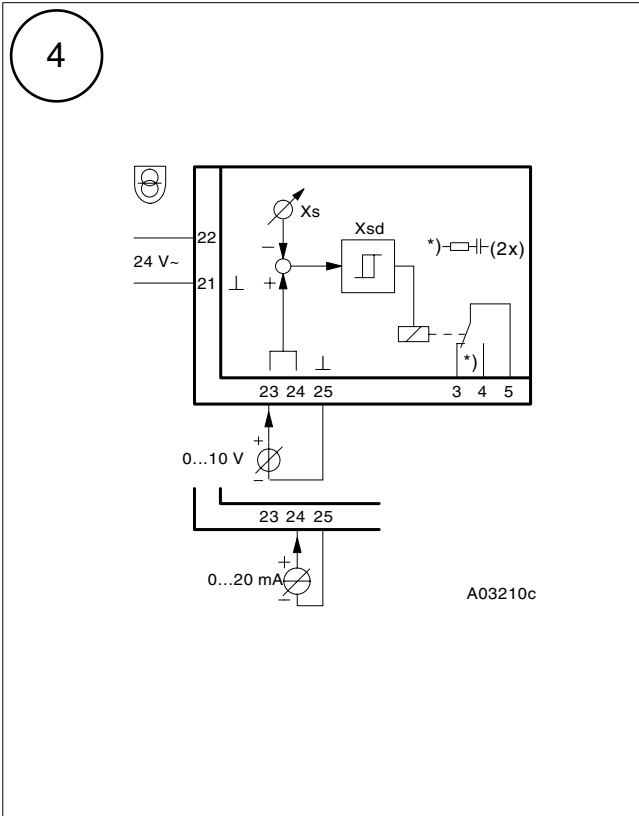 4
Xs
Xsd
*) (2x)
22
24 V~
21 ⊥
−
+
*)
⊥
23 24 25
3 4 5
+
0...10 V
−
23 24 25
+
0...20 mA
−
A03210c